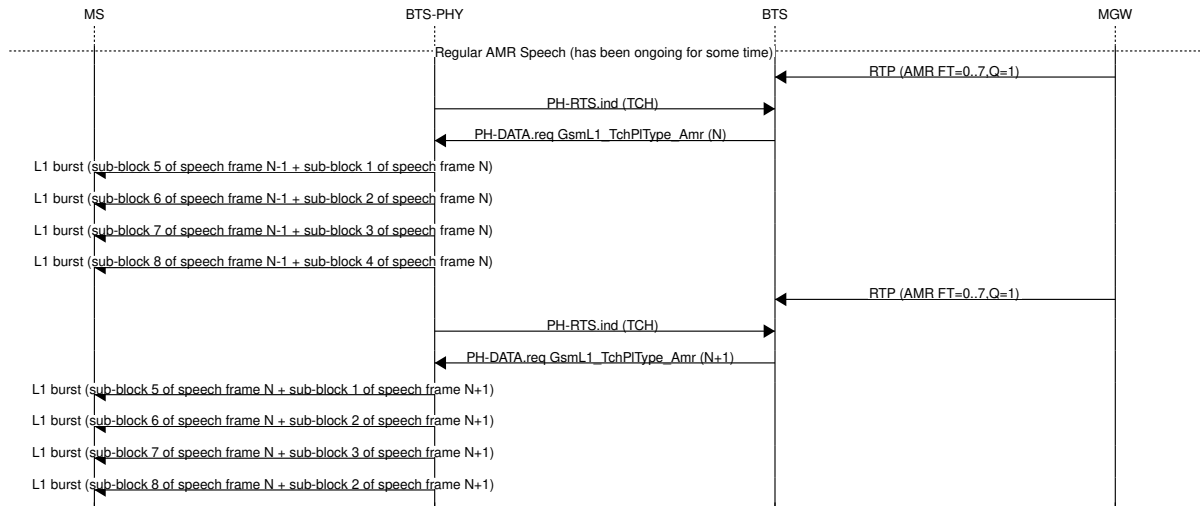 MS BTS-PHY BTS MGW
Regular AMR Speech (has been ongoing for some time)
RTP (AMR FT=0..7,Q=1)
PH-RTS.ind (TCH)
PH-DATA.req GsmL1_TchPlType_Amr (N)
L1 burst (sub-block 5 of speech frame N-1 + sub-block 1 of speech frame N)
L1 burst (sub-block 6 of speech frame N-1 + sub-block 2 of speech frame N)
L1 burst (sub-block 7 of speech frame N-1 + sub-block 3 of speech frame N)
L1 burst (sub-block 8 of speech frame N-1 + sub-block 4 of speech frame N)
RTP (AMR FT=0..7,Q=1)
PH-RTS.ind (TCH)
PH-DATA.req GsmL1_TchPlType_Amr (N+1)
L1 burst (sub-block 5 of speech frame N + sub-block 1 of speech frame N+1)
L1 burst (sub-block 6 of speech frame N + sub-block 2 of speech frame N+1)
L1 burst (sub-block 7 of speech frame N + sub-block 3 of speech frame N+1)
L1 burst (sub-block 8 of speech frame N + sub-block 2 of speech frame N+1)